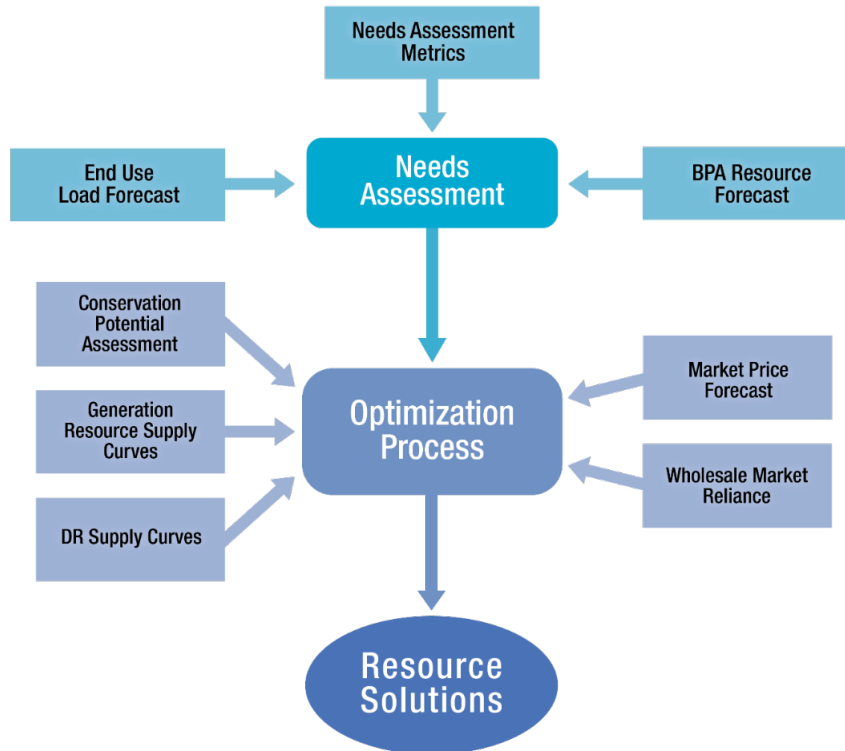 Needs Assessment
Metrics
End Use
Load Forecast
Needs
Assessment
BPA Resource
Forecast
Conservation
Potential
Assessment
Generation
Resource Supply
Curves
DR Supply Curves
Optimization
Process
Market Price
Forecast
Wholesale Market
Reliance
Resource
Solutions